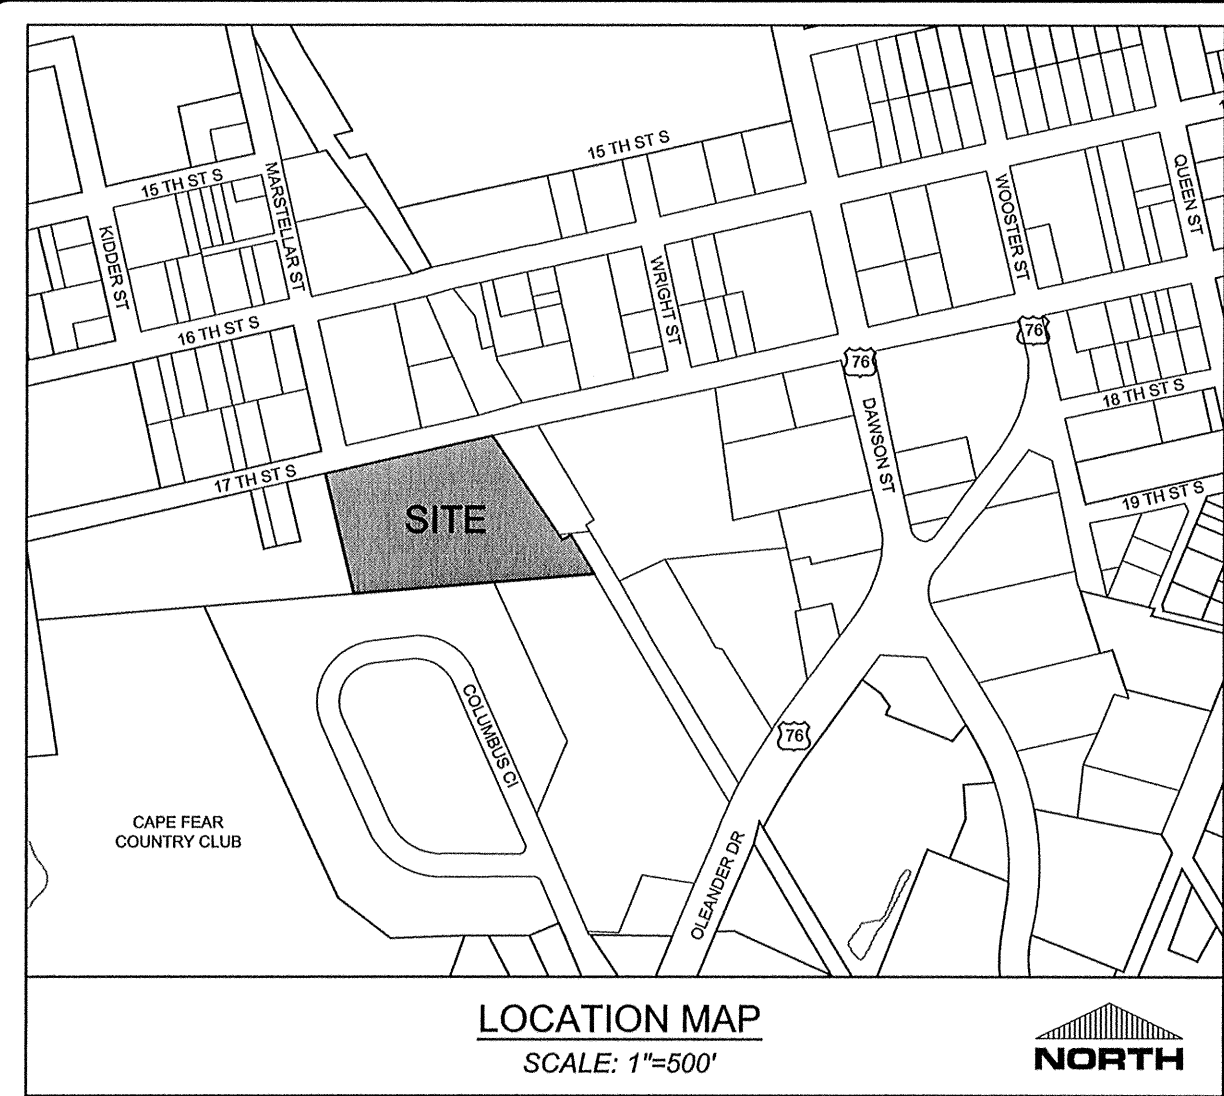 15 TH ST S
15 TH ST S
MARSTELLAR ST
QUEEN ST
WOOSTER ST
KIDDER ST
WRIGHT ST
16 TH ST S
76
76
DAWSON ST
18 TH ST S
17 TH ST S
19 TH ST S
SITE
COLUMBUS CI
76
CAPE FEAR
COUNTRY CLUB
OLEANDER DR
LOCATION MAP
SCALE: 1"=500'
NORTH